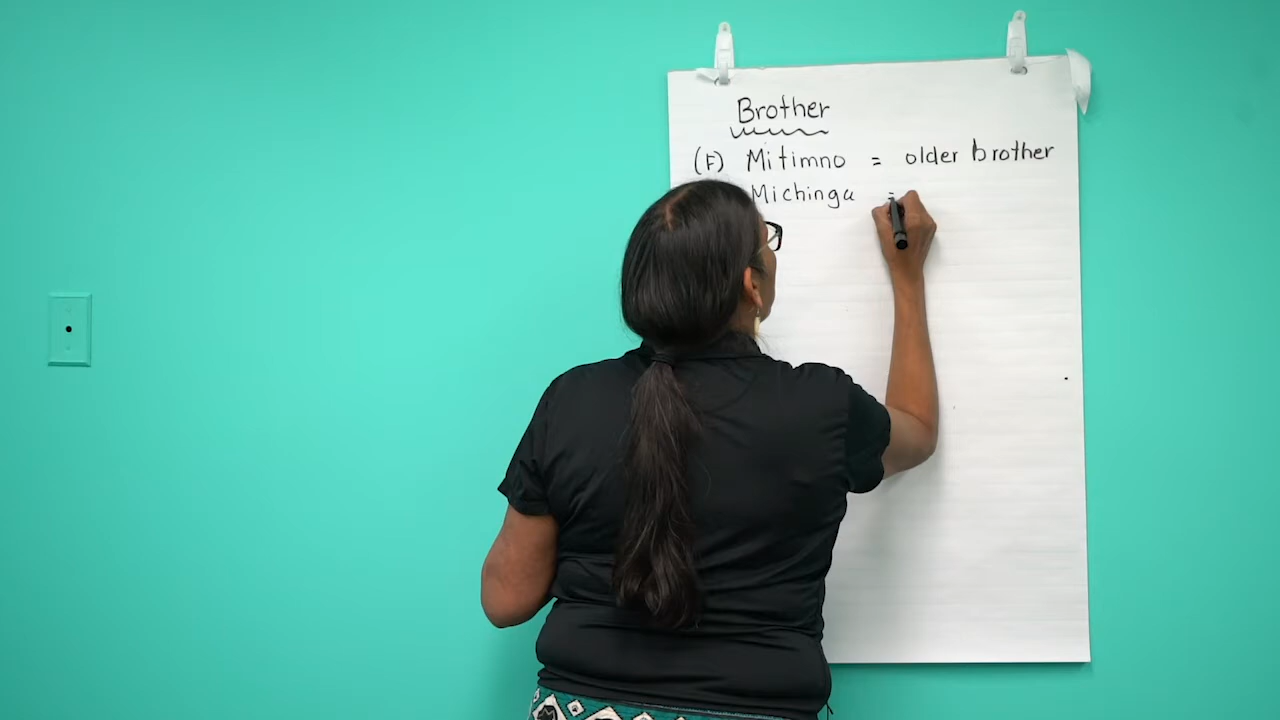 Brother
(F) Mitimno = older brother
Michinga =